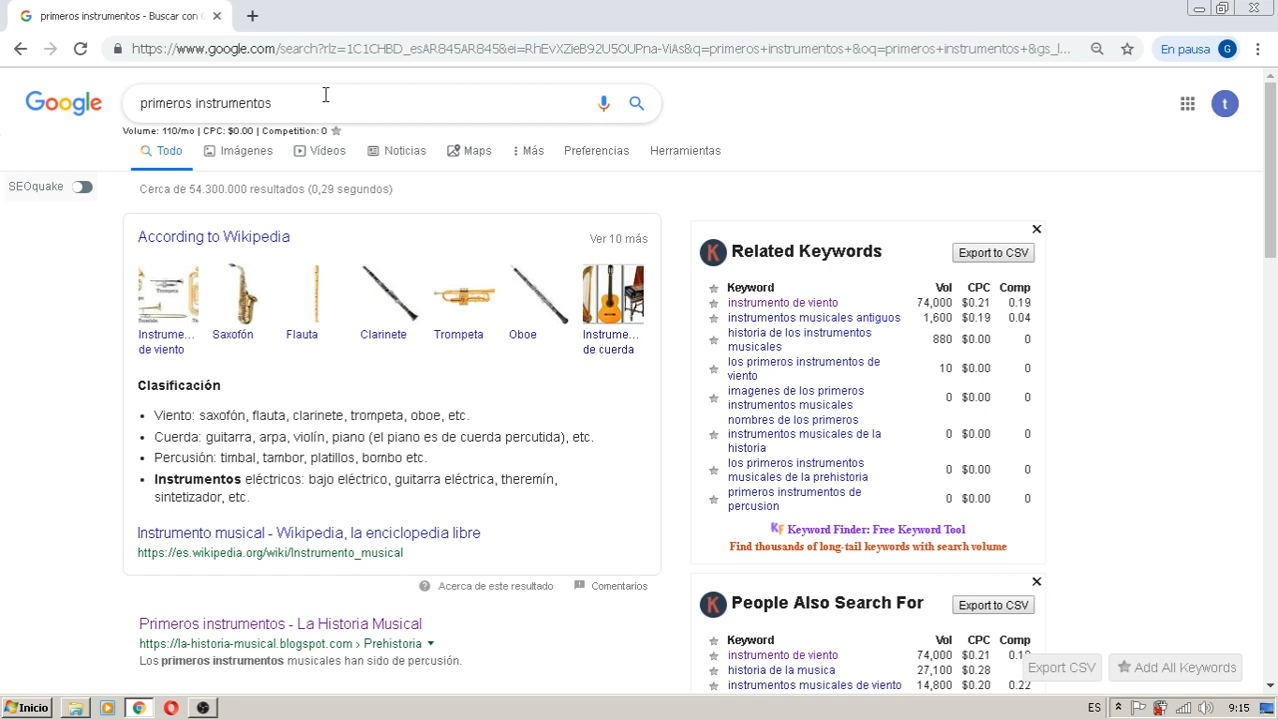 primeros instrumentos - Buscar con
https://www.google.com/search?rlz=1C1CHBD_esAR845AR845&ei=RhEvXZieB92U5OUPna-ViAs&q=primeros+instrumentos+&oq=primeros+instrumentos+&gs_l...
En pausa
G
Google
primeros instrumentos
t
Volume: 110/mo | CPC: $0.00 | Competition: 0
Todo
Imágenes
Vídeos
Noticias
Maps
Más
Preferencias
Herramientas
SEOquake
Cerca de 54.300.000 resultados (0,29 segundos)
According to Wikipedia
Ver 10 más
Instrume... de viento
Saxofón
Flauta
Clarinete
Trompeta
Oboe
Instrume... de cuerda
Clasificación
• Viento: saxofón, flauta, clarinete, trompeta, oboe, etc.
• Cuerda: guitarra, arpa, violín, piano (el piano es de cuerda percutida), etc.
• Percusión: timbal, tambor, platillos, bombo etc.
• Instrumentos eléctricos: bajo eléctrico, guitarra eléctrica, theremín,
sintetizador, etc.
Instrumento musical - Wikipedia, la enciclopedia libre
https://es.wikipedia.org/wiki/Instrumento_musical
Acerca de este resultado
Comentarios
Primeros instrumentos - La Historia Musical
https://la-historia-musical.blogspot.com › Prehistoria
Los primeros instrumentos musicales han sido de percusión.
K Related Keywords
Export to CSV
Keyword Vol CPC Comp
instrumento de viento 74,000 $0.21 0.19
instrumentos musicales antiguos 1,600 $0.19 0.04
historia de los instrumentos
musicales 880 $0.00 0
los primeros instrumentos de
viento 10 $0.00 0
imagenes de los primeros
instrumentos musicales 0 $0.00 0
nombres de los primeros
instrumentos musicales de la
historia 0 $0.00 0
los primeros instrumentos
musicales de la prehistoria 0 $0.00 0
primeros instrumentos de
percusion 0 $0.00 0
KF Keyword Finder: Free Keyword Tool
Find thousands of long-tail keywords with search volume
K People Also Search For
Export to CSV
Keyword Vol CPC Comp
instrumento de viento 74,000 $0.21
historia de la musica 27,100 $0.28
instrumentos musicales de viento 14,800 $0.20 0.22
Export CSV
Add All Keywords
Inicio
ES
9:15